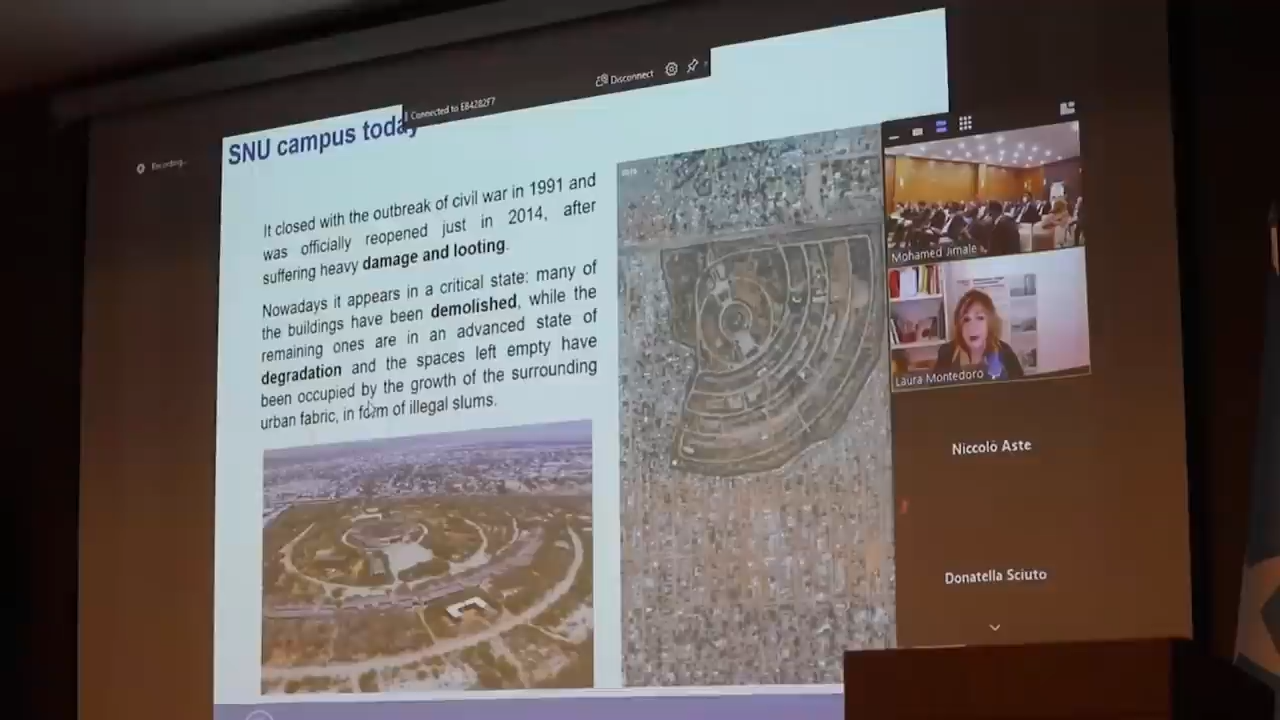 Disconnect
Connected to EB4282F7
Recording...
SNU campus today
It closed with the outbreak of civil war in 1991 and
was officially reopened just in 2014, after
suffering heavy damage and looting.
Nowadays it appears in a critical state: many of
the buildings have been demolished, while the
remaining ones are in an advanced state of
degradation and the spaces left empty have
been occupied by the growth of the surrounding
urban fabric, in form of illegal slums.
Mohamed Jimale
Laura Montedoro
Niccolò Aste
Donatella Sciuto